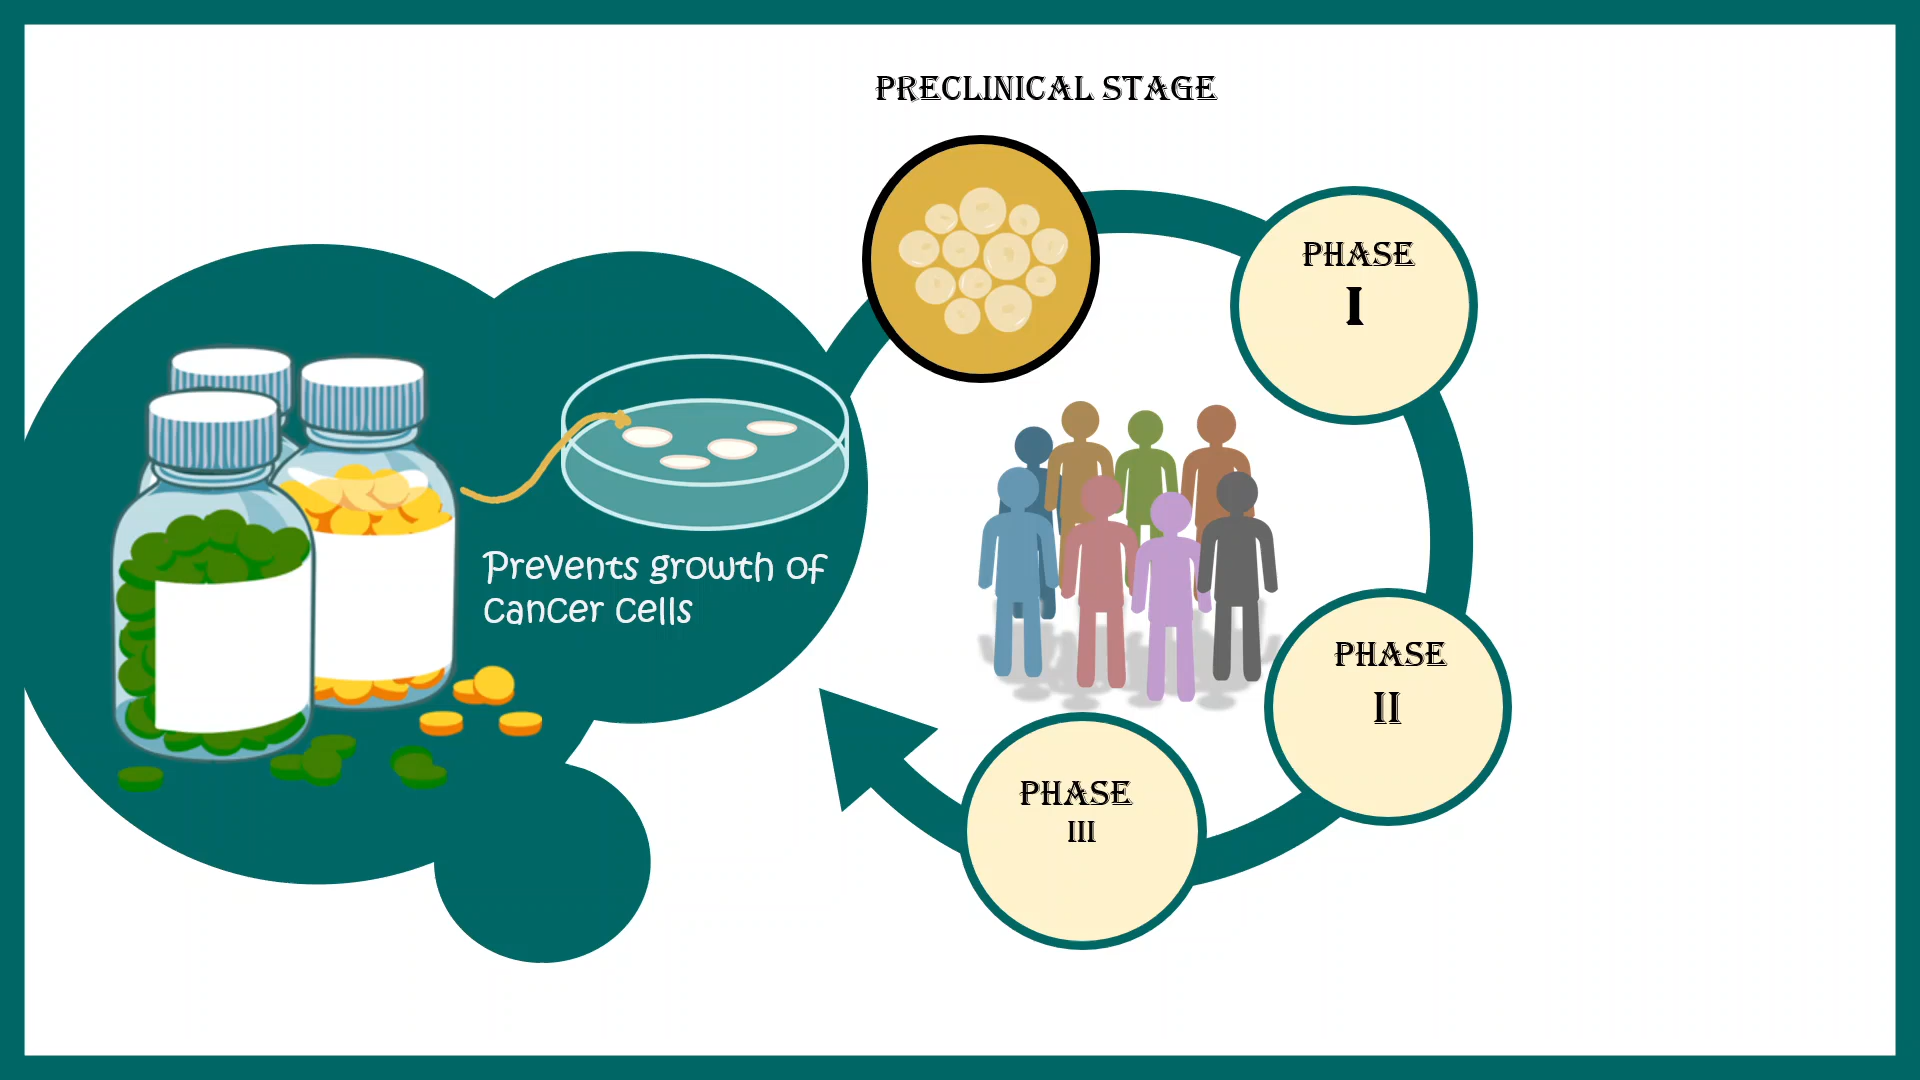 PRECLINICAL STAGE
PHASE
I
Prevents growth of
cancer cells
PHASE
II
PHASE
III